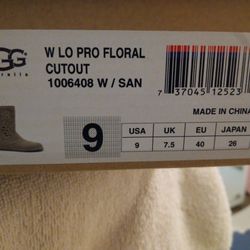 W LO PRO FLORAL
CUTOUT
1006408 W / SAN
7 37045 12523
MADE IN CHINA
9
USA UK EU JAPAN
9 7.5 40 26